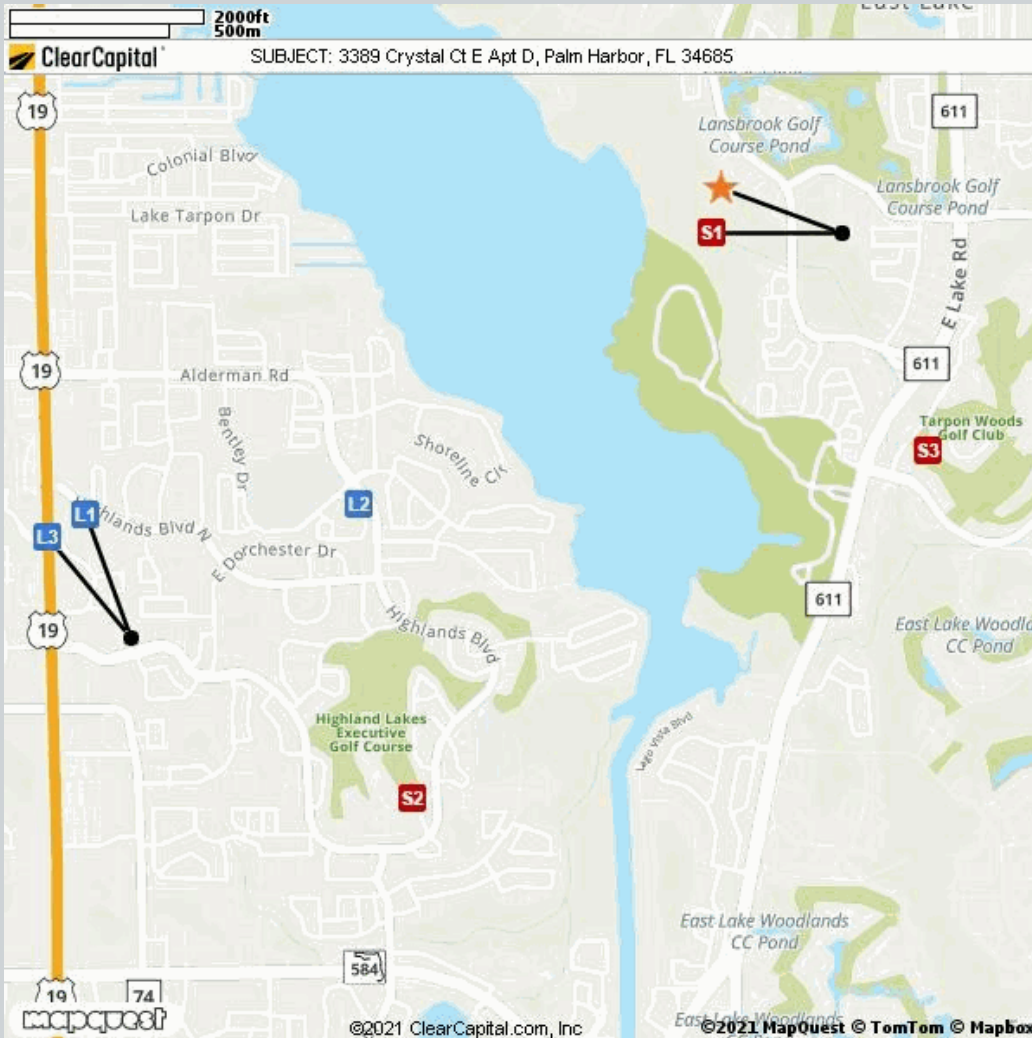 2000ft
500m
East Lake
ClearCapital
SUBJECT: 3389 Crystal Ct E Apt D, Palm Harbor, FL 34685
19
611
Lansbrook Golf
Course Pond
Colonial Blvd
Lansbrook Golf
Course Pond
Lake Tarpon Dr
S1
E Lake Rd
19
611
Alderman Rd
Tarpon Woods
Golf Club
Bentley Dr
Shoreline Cir
S3
L2
L1
Highlands Blvd N
L3
E Dorchester Dr
611
19
Highlands Blvd
East Lake Woodla
CC Pond
Highland Lakes
Executive
Golf Course
Lago Vista Blvd
S2
East Lake Woodlands
CC Pond
584
19
74
mapquest
©2021 ClearCapital.com, Inc
East Lake Woodlands
©2021 MapQuest © TomTom © Mapbox